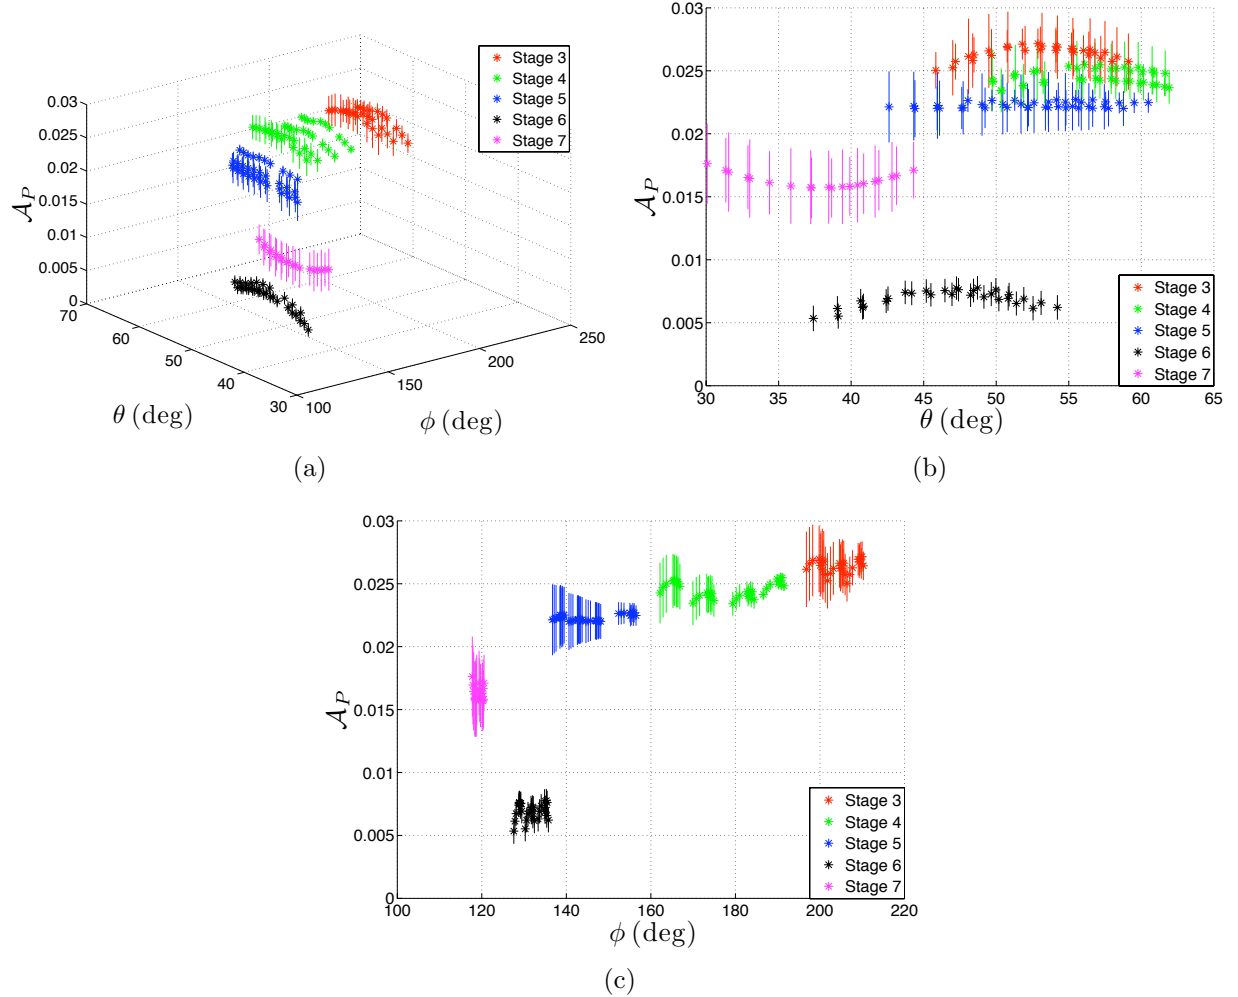 Stage 3
Stage 4
Stage 5
Stage 6
Stage 7
0.03
0.025
0.02
0.015
0.01
0.005
0
70
60
50
40
30
100
150
200
250
𝒜_P
θ (deg)
ϕ (deg)
(a)
0.03
0.025
0.02
0.015
0.01
0.005
0
30 35 40 45 50 55 60 65
𝒜_P
θ (deg)
Stage 3
Stage 4
Stage 5
Stage 6
Stage 7
(b)
0.03
0.025
0.02
0.015
0.01
0.005
0
100 120 140 160 180 200 220
𝒜_P
ϕ (deg)
Stage 3
Stage 4
Stage 5
Stage 6
Stage 7
(c)